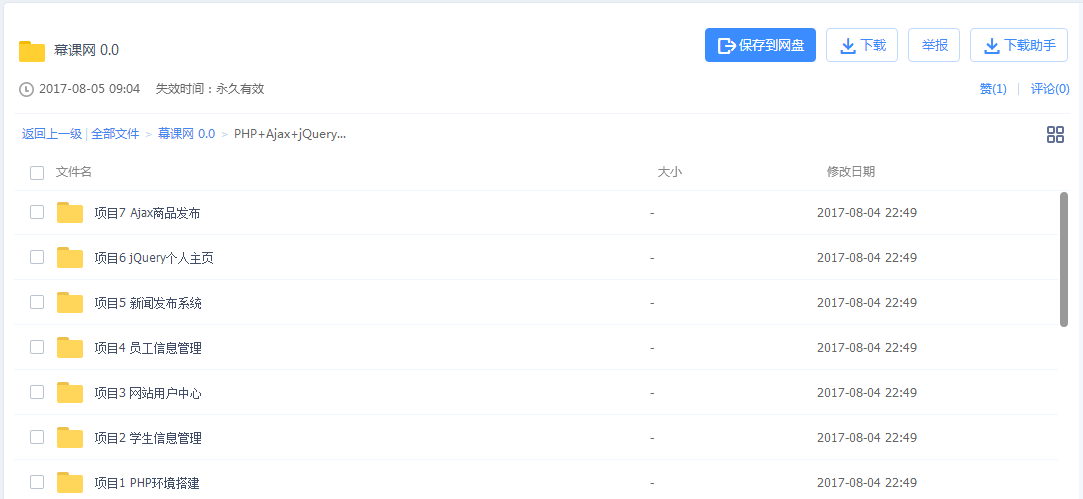 幕课网 0.0
保存到网盘 下载 举报 下载助手
2017-08-05 09:04 失效时间：永久有效 赞(1) | 评论(0)
返回上一级 | 全部文件 > 幕课网 0.0 > PHP+Ajax+jQuery...
文件名 大小 修改日期
项目7 Ajax商品发布 - 2017-08-04 22:49
项目6 jQuery个人主页 - 2017-08-04 22:49
项目5 新闻发布系统 - 2017-08-04 22:49
项目4 员工信息管理 - 2017-08-04 22:49
项目3 网站用户中心 - 2017-08-04 22:49
项目2 学生信息管理 - 2017-08-04 22:49
项目1 PHP环境搭建 - 2017-08-04 22:49